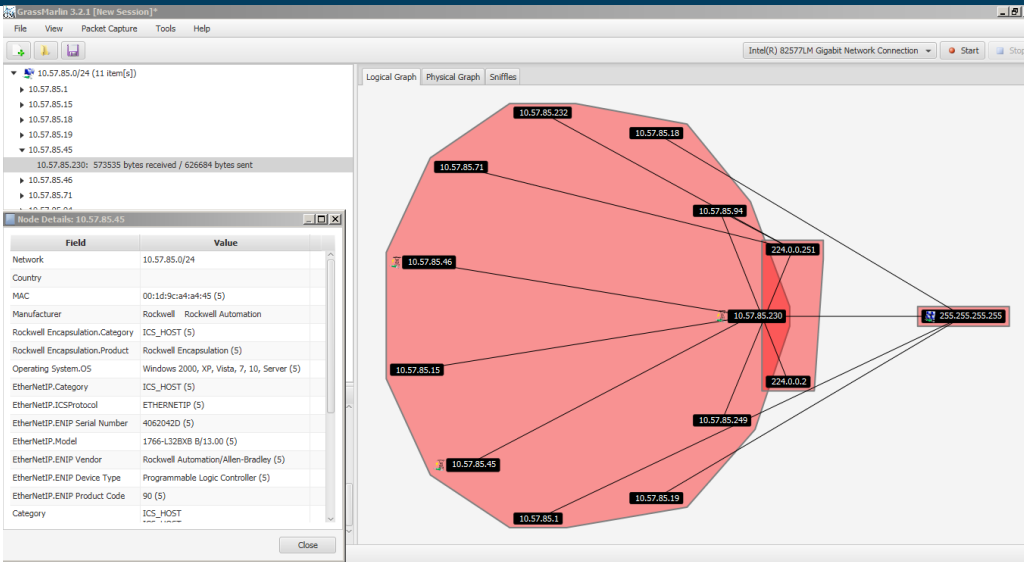 GrassMarlin 3.2.1 [New Session]*
File View Packet Capture Tools Help
Intel(R) 82577LM Gigabit Network Connection Start Stop
10.57.85.0/24 (11 item[s])
10.57.85.1
10.57.85.15
10.57.85.18
10.57.85.19
10.57.85.45
10.57.85.230: 573535 bytes received / 626684 bytes sent
10.57.85.46
10.57.85.71
Node Details: 10.57.85.45
Field Value
Network 10.57.85.0/24
Country
MAC 00:1d:9c:a4:a4:45 (5)
Manufacturer Rockwell Rockwell Automation
Rockwell Encapsulation.Category ICS_HOST (5)
Rockwell Encapsulation.Product Rockwell Encapsulation (5)
Operating System.OS Windows 2000, XP, Vista, 7, 10, Server (5)
EtherNetIP.Category ICS_HOST (5)
EtherNetIP.ICSProtocol ETHERNETIP (5)
EtherNetIP.ENIP Serial Number 4062042D (5)
EtherNetIP.Model 1766-L32BXB B/13.00 (5)
EtherNetIP.ENIP Vendor Rockwell Automation/Allen-Bradley (5)
EtherNetIP.ENIP Device Type Programmable Logic Controller (5)
EtherNetIP.ENIP Product Code 90 (5)
Category ICS_HOST
Close
Logical Graph Physical Graph Sniffles
10.57.85.232
10.57.85.18
10.57.85.71
10.57.85.94
224.0.0.251
10.57.85.46
10.57.85.230
255.255.255.255
10.57.85.15
224.0.0.2
10.57.85.249
10.57.85.45
10.57.85.19
10.57.85.1